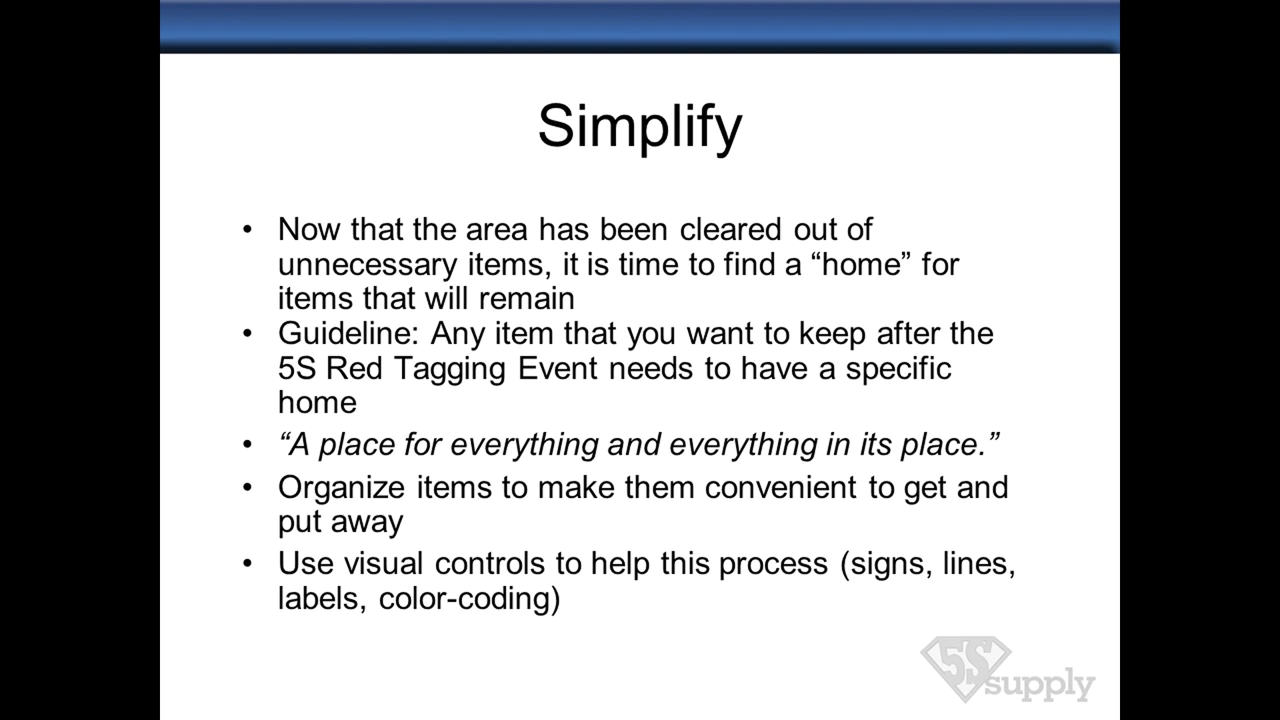 Simplify
• Now that the area has been cleared out of
unnecessary items, it is time to find a “home” for
items that will remain
• Guideline: Any item that you want to keep after the
5S Red Tagging Event needs to have a specific
home
• “A place for everything and everything in its place.”
• Organize items to make them convenient to get and
put away
• Use visual controls to help this process (signs, lines,
labels, color-coding)
5S
supply